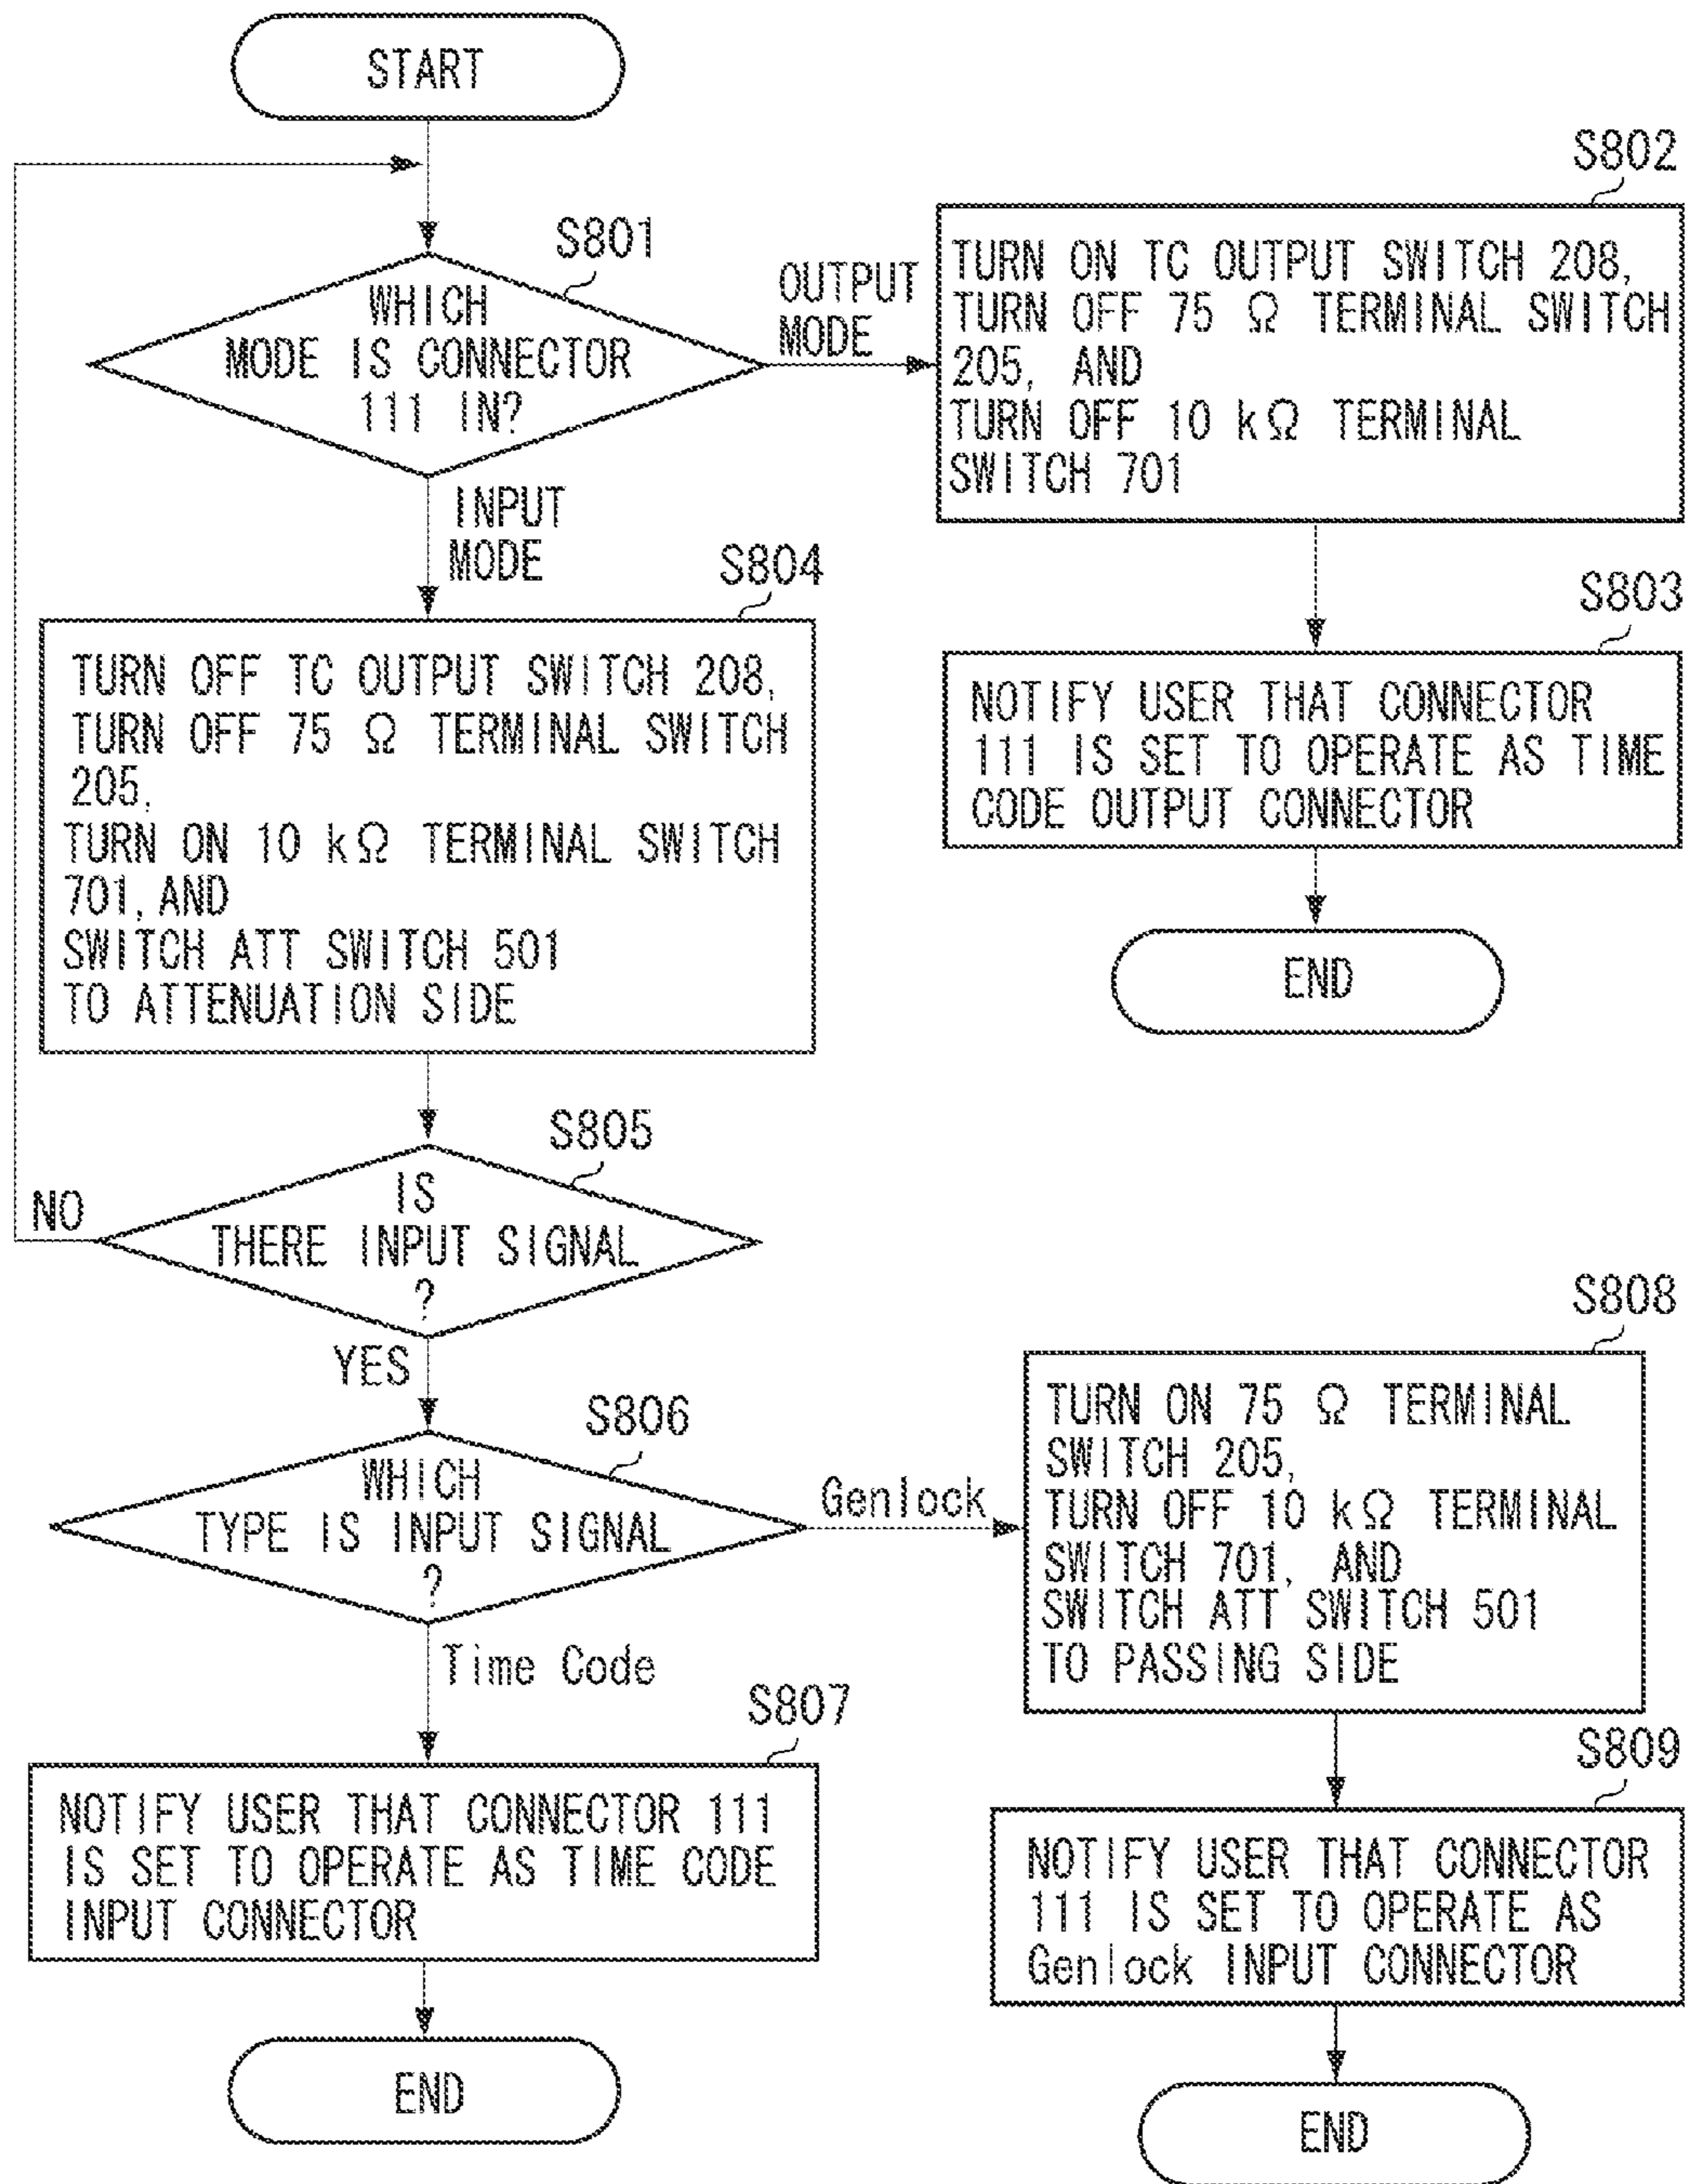 START
S801
WHICH
MODE IS CONNECTOR
111 IN?
OUTPUT
MODE
S802
TURN ON TC OUTPUT SWITCH 208,
TURN OFF 75 Ω TERMINAL SWITCH
205, AND
TURN OFF 10 kΩ TERMINAL
SWITCH 701
S803
NOTIFY USER THAT CONNECTOR
111 IS SET TO OPERATE AS TIME
CODE OUTPUT CONNECTOR
END
INPUT
MODE
S804
TURN OFF TC OUTPUT SWITCH 208,
TURN OFF 75 Ω TERMINAL SWITCH
205,
TURN ON 10 kΩ TERMINAL SWITCH
701, AND
SWITCH ATT SWITCH 501
TO ATTENUATION SIDE
S805
IS
THERE INPUT SIGNAL
?
NO
YES
S806
WHICH
TYPE IS INPUT SIGNAL
?
Genlock
S808
TURN ON 75 Ω TERMINAL
SWITCH 205,
TURN OFF 10 kΩ TERMINAL
SWITCH 701, AND
SWITCH ATT SWITCH 501
TO PASSING SIDE
Time Code
S807
NOTIFY USER THAT CONNECTOR 111
IS SET TO OPERATE AS TIME CODE
INPUT CONNECTOR
END
S809
NOTIFY USER THAT CONNECTOR
111 IS SET TO OPERATE AS
Genlock INPUT CONNECTOR
END